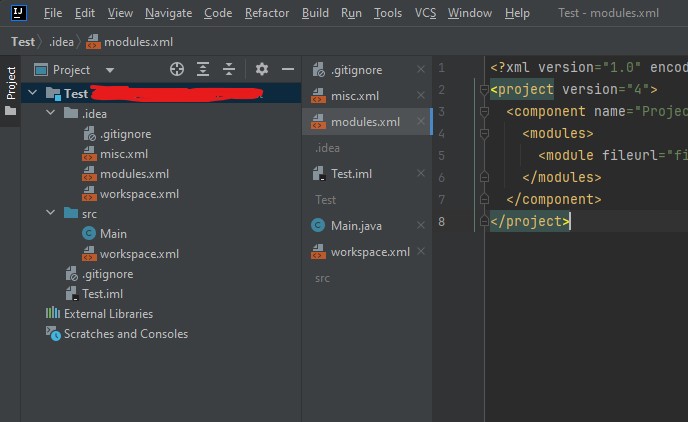 IJ File Edit View Navigate Code Refactor Build Run Tools VCS Window Help Test - modules.xml
Test .idea modules.xml
Project
Project
Test
.idea
.gitignore
misc.xml
modules.xml
workspace.xml
src
Main
workspace.xml
.gitignore
Test.iml
External Libraries
Scratches and Consoles
.gitignore
misc.xml
modules.xml
.idea
Test.iml
Test
Main.java
workspace.xml
src
1 <?xml version="1.0" encod
2 <project version="4">
3 <component name="Projec
4 <modules>
5 <module fileurl="fi
6 </modules>
7 </component>
8 </project>